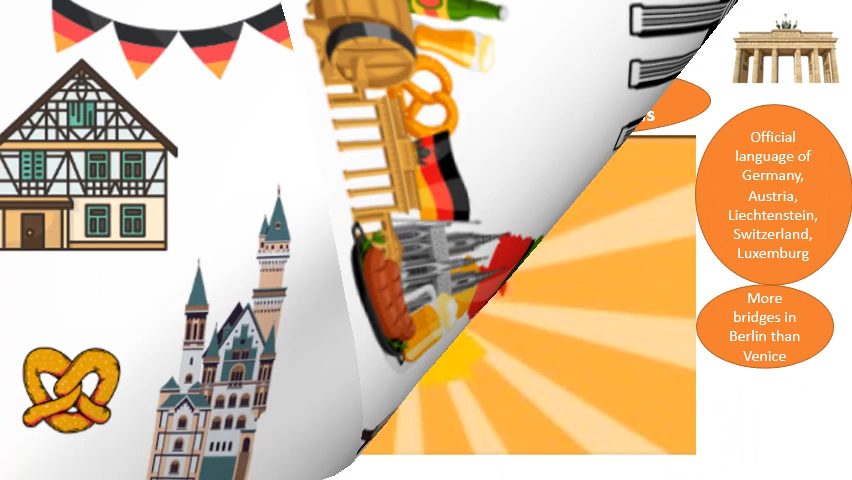 Official
language of
Germany,
Austria,
Liechtenstein,
Switzerland,
Luxemburg
More
bridges in
Berlin than
Venice